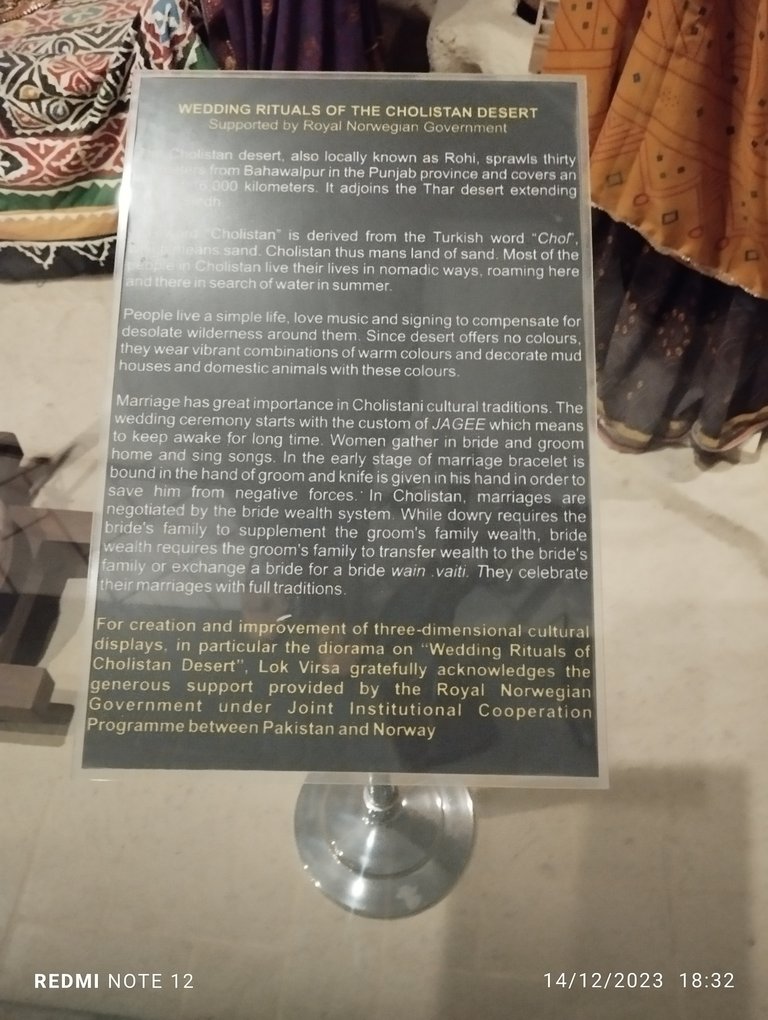 WEDDING RITUALS OF THE CHOLISTAN DESERT
Supported by Royal Norwegian Government
Cholistan desert, also locally known as Rohi, sprawls thirty
from Bahawalpur in the Punjab province and covers an
6,000 kilometers. It adjoins the Thar desert extending
"Cholistan" is derived from the Turkish word "Chol",
means sand. Cholistan thus mans land of sand. Most of the
people in Cholistan live their lives in nomadic ways, roaming here
and there in search of water in summer.
People live a simple life, love music and signing to compensate for
desolate wilderness around them. Since desert offers no colours,
they wear vibrant combinations of warm colours and decorate mud
houses and domestic animals with these colours.
Marriage has great importance in Cholistani cultural traditions. The
wedding ceremony starts with the custom of JAGEE which means
to keep awake for long time. Women gather in bride and groom
home and sing songs. In the early stage of marriage bracelet is
bound in the hand of groom and knife is given in his hand in order to
save him from negative forces. In Cholistan, marriages are
negotiated by the bride wealth system. While dowry requires the
bride's family to supplement the groom's family wealth, bride
wealth requires the groom's family to transfer wealth to the bride's
family or exchange a bride for a bride wain .vaiti. They celebrate
their marriages with full traditions.
For creation and improvement of three-dimensional cultural
displays, in particular the diorama on "Wedding Rituals of
Cholistan Desert", Lok Virsa gratefully acknowledges the
generous support provided by the Royal Norwegian
Government under Joint Institutional Cooperation
Programme between Pakistan and Norway
REDMI NOTE 12
14/12/2023 18:32